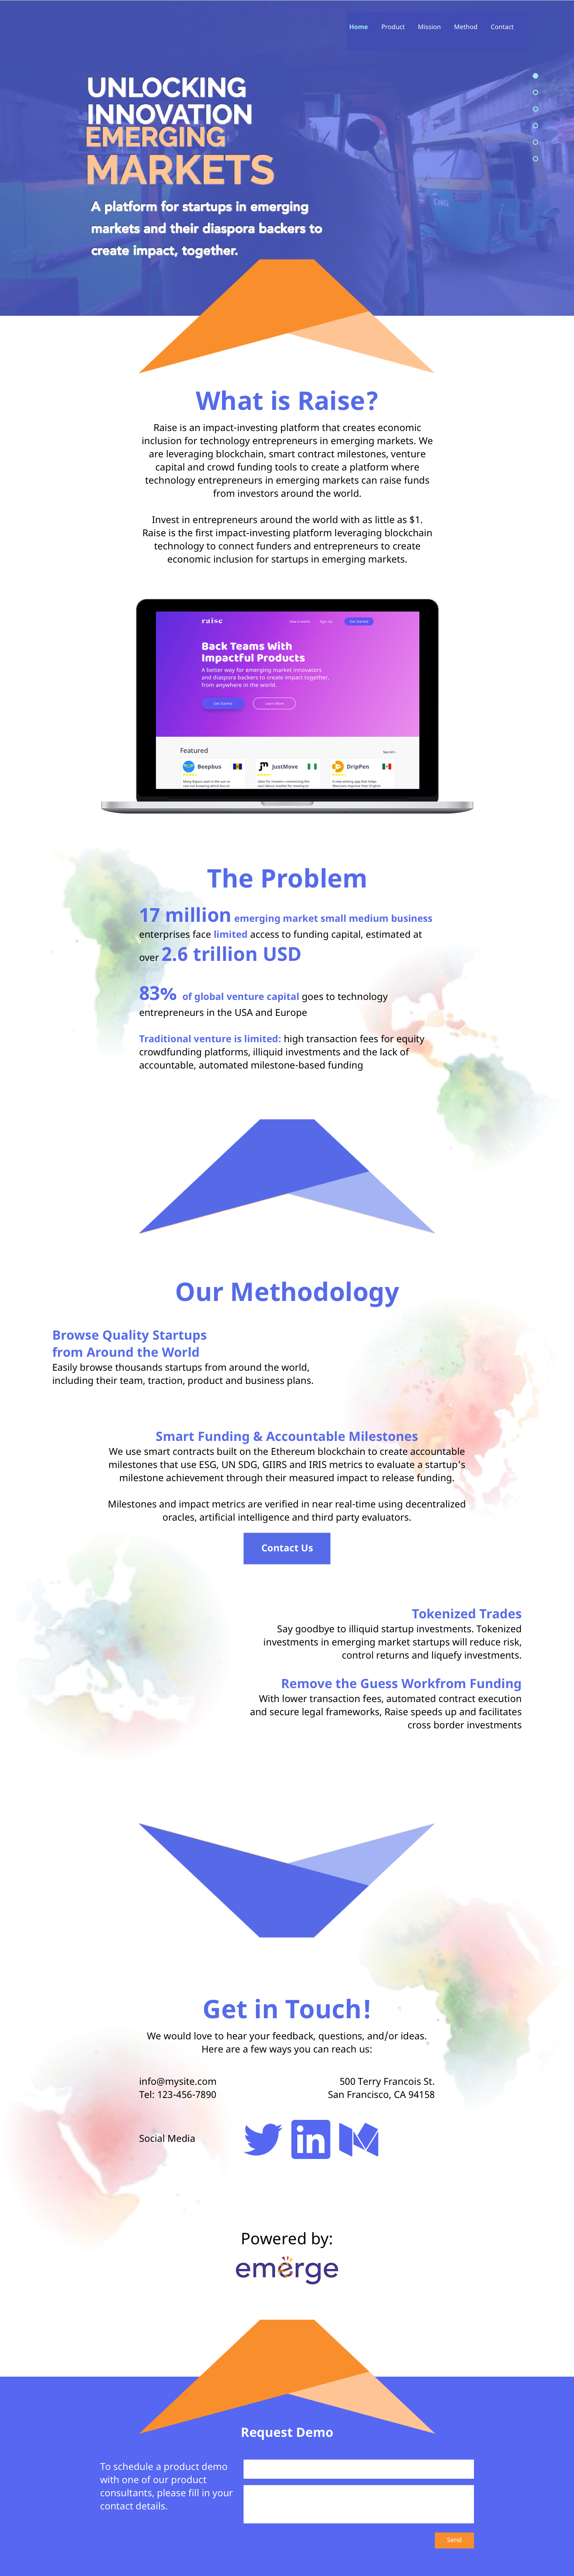 Home Product Mission Method Contact
UNLOCKING
INNOVATION
EMERGING
MARKETS
A platform for startups in emerging
markets and their diaspora backers to
create impact, together.
CNG
What is Raise?
Raise is an impact-investing platform that creates economic
inclusion for technology entrepreneurs in emerging markets. We
are leveraging blockchain, smart contract milestones, venture
capital and crowd funding tools to create a platform where
technology entrepreneurs in emerging markets can raise funds
from investors around the world.
Invest in entrepreneurs around the world with as little as $1.
Raise is the first impact-investing platform leveraging blockchain
technology to connect funders and entrepreneurs to create
economic inclusion for startups in emerging markets.
raise How it works Sign Up Get Started
Back Teams With
Impactful Products
A better way for emerging market innovators
and diaspora backers to create impact together,
from anywhere in the world.
Get Started Learn More
Featured See All >
Beepbus JustMove DripPen
The Problem
17 million emerging market small medium business
enterprises face limited access to funding capital, estimated at
over 2.6 trillion USD
83% of global venture capital goes to technology
entrepreneurs in the USA and Europe
Traditional venture is limited: high transaction fees for equity
crowdfunding platforms, illiquid investments and the lack of
accountable, automated milestone-based funding
Our Methodology
Browse Quality Startups
from Around the World
Easily browse thousands startups from around the world,
including their team, traction, product and business plans.
Smart Funding & Accountable Milestones
We use smart contracts built on the Ethereum blockchain to create accountable
milestones that use ESG, UN SDG, GIIRS and IRIS metrics to evaluate a startup's
milestone achievement through their measured impact to release funding.
Milestones and impact metrics are verified in near real-time using decentralized
oracles, artificial intelligence and third party evaluators.
Contact Us
Tokenized Trades
Say goodbye to illiquid startup investments. Tokenized
investments in emerging market startups will reduce risk,
control returns and liquefy investments.
Remove the Guess Workfrom Funding
With lower transaction fees, automated contract execution
and secure legal frameworks, Raise speeds up and facilitates
cross border investments
Get in Touch!
We would love to hear your feedback, questions, and/or ideas.
Here are a few ways you can reach us:
info@mysite.com
Tel: 123-456-7890
500 Terry Francois St.
San Francisco, CA 94158
Social Media
in
Powered by:
emerge
Request Demo
To schedule a product demo
with one of our product
consultants, please fill in your
contact details.
Send